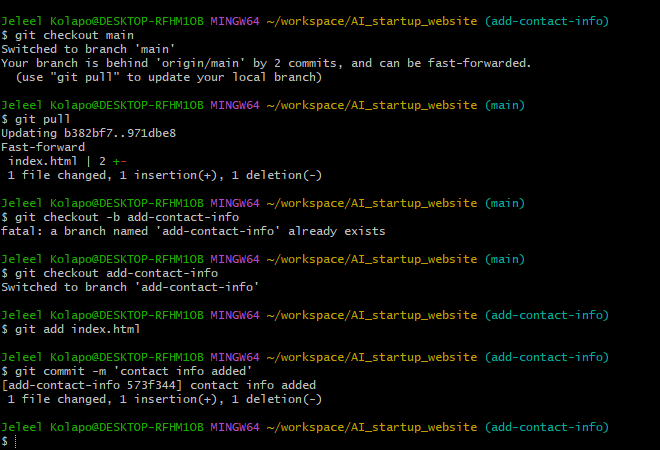 Jeleel Kolapo@DESKTOP-RFHM1OB MINGW64 ~/workspace/AI_startup_website (add-contact-info)
$ git checkout main
Switched to branch 'main'
Your branch is behind 'origin/main' by 2 commits, and can be fast-forwarded.
  (use "git pull" to update your local branch)

Jeleel Kolapo@DESKTOP-RFHM1OB MINGW64 ~/workspace/AI_startup_website (main)
$ git pull
Updating b382bf7..971dbe8
Fast-forward
 index.html | 2 +-
 1 file changed, 1 insertion(+), 1 deletion(-)

Jeleel Kolapo@DESKTOP-RFHM1OB MINGW64 ~/workspace/AI_startup_website (main)
$ git checkout -b add-contact-info
fatal: a branch named 'add-contact-info' already exists

Jeleel Kolapo@DESKTOP-RFHM1OB MINGW64 ~/workspace/AI_startup_website (main)
$ git checkout add-contact-info
Switched to branch 'add-contact-info'

Jeleel Kolapo@DESKTOP-RFHM1OB MINGW64 ~/workspace/AI_startup_website (add-contact-info)
$ git add index.html

Jeleel Kolapo@DESKTOP-RFHM1OB MINGW64 ~/workspace/AI_startup_website (add-contact-info)
$ git commit -m 'contact info added'
[add-contact-info 573f344] contact info added
 1 file changed, 1 insertion(+), 1 deletion(-)

Jeleel Kolapo@DESKTOP-RFHM1OB MINGW64 ~/workspace/AI_startup_website (add-contact-info)
$